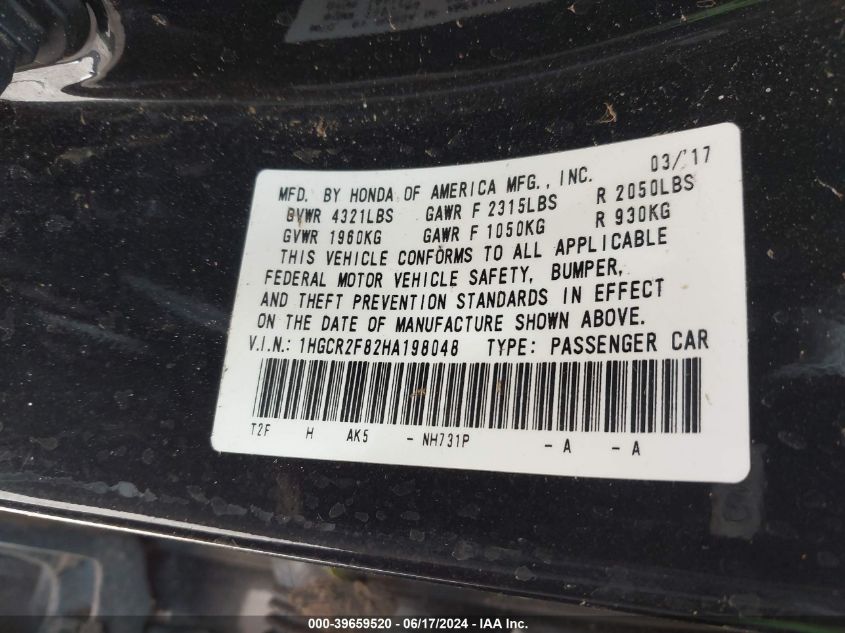 MFD. BY HONDA OF AMERICA MFG., INC. 03/'17
GVWR 4321LBS GAWR F 2315LBS R 2050LBS
GVWR 1960KG GAWR F 1050KG R 930KG
THIS VEHICLE CONFORMS TO ALL APPLICABLE
FEDERAL MOTOR VEHICLE SAFETY, BUMPER,
AND THEFT PREVENTION STANDARDS IN EFFECT
ON THE DATE OF MANUFACTURE SHOWN ABOVE.
V.I.N.: 1HGCR2F82HA198048 TYPE: PASSENGER CAR
T2F H AK5 - NH731P - A - A
000-39659520 / 06/17/2024 - IAA Inc.